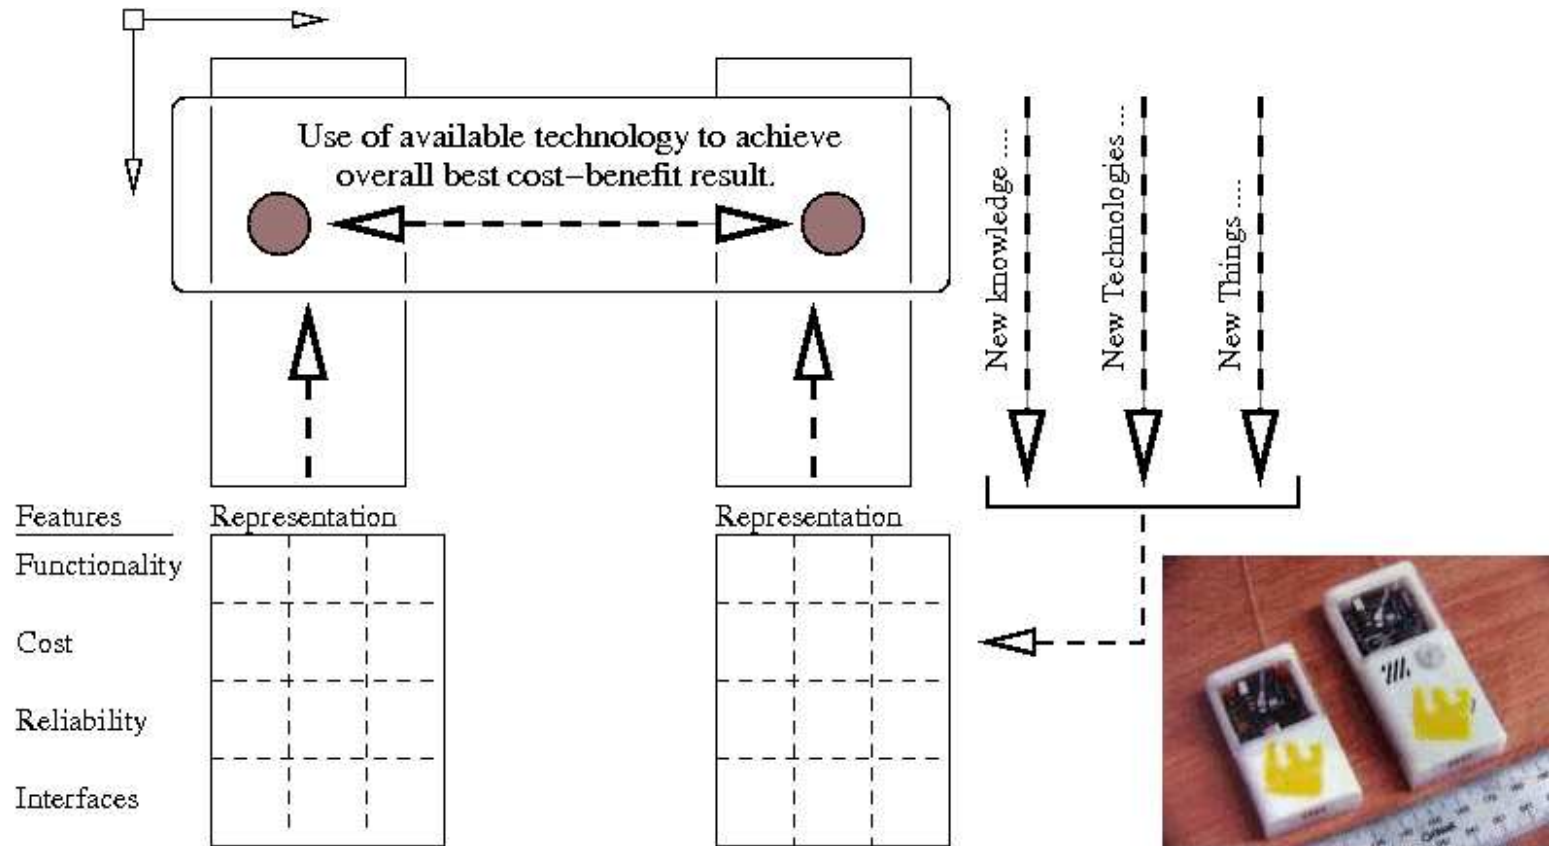 Use of available technology to achieve
overall best cost–benefit result.
New knowledge ....
New Technologies ...
New Things ....
Features
Representation
Representation
Functionality
Cost
Reliability
Interfaces